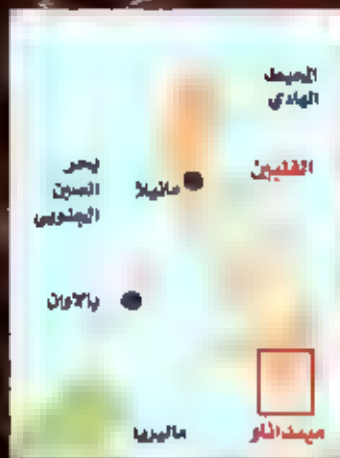 المحيط
الهادي
الفلبين
بحر
الصين
الجنوبي
مانيلا
بالاوان
ميندناو
ماليزيا